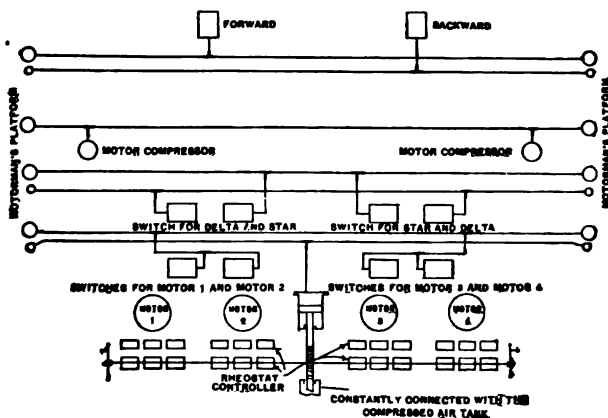 FORWARD
BACKWARD
MOTORMAN'S PLATFORM
MOTORMAN'S PLATFORM
MOTOR COMPRESSOR
MOTOR COMPRESSOR
SWITCH FOR DELTA AND STAR
SWITCH FOR STAR AND DELTA
SWITCHES FOR MOTOR 1 AND MOTOR 2
SWITCHES FOR MOTOR 3 AND MOTOR 4
MOTOR
1
MOTOR
2
MOTOR
3
MOTOR
4
RHEOSTAT
CONTROLLER
CONSTANTLY CONNECTED WITH THE
COMPRESSED AIR TANK